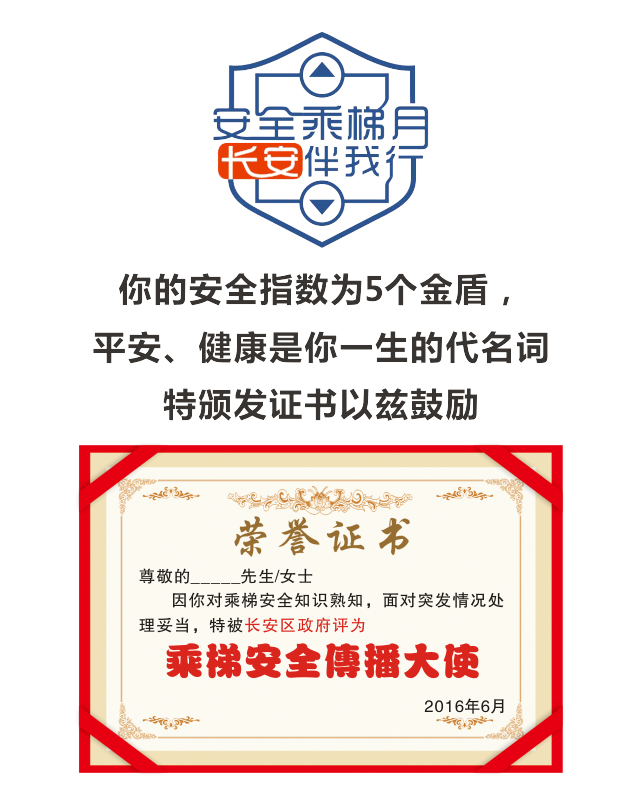 安全乘梯月
长安伴我行
你的安全指数为5个金盾，
平安、健康是你一生的代名词
特颁发证书以兹鼓励
荣誉证书
尊敬的_____先生/女士
因你对乘梯安全知识熟知，面对突发情况处
理妥当，特被长安区政府评为
乘梯安全傳播大使
2016年6月